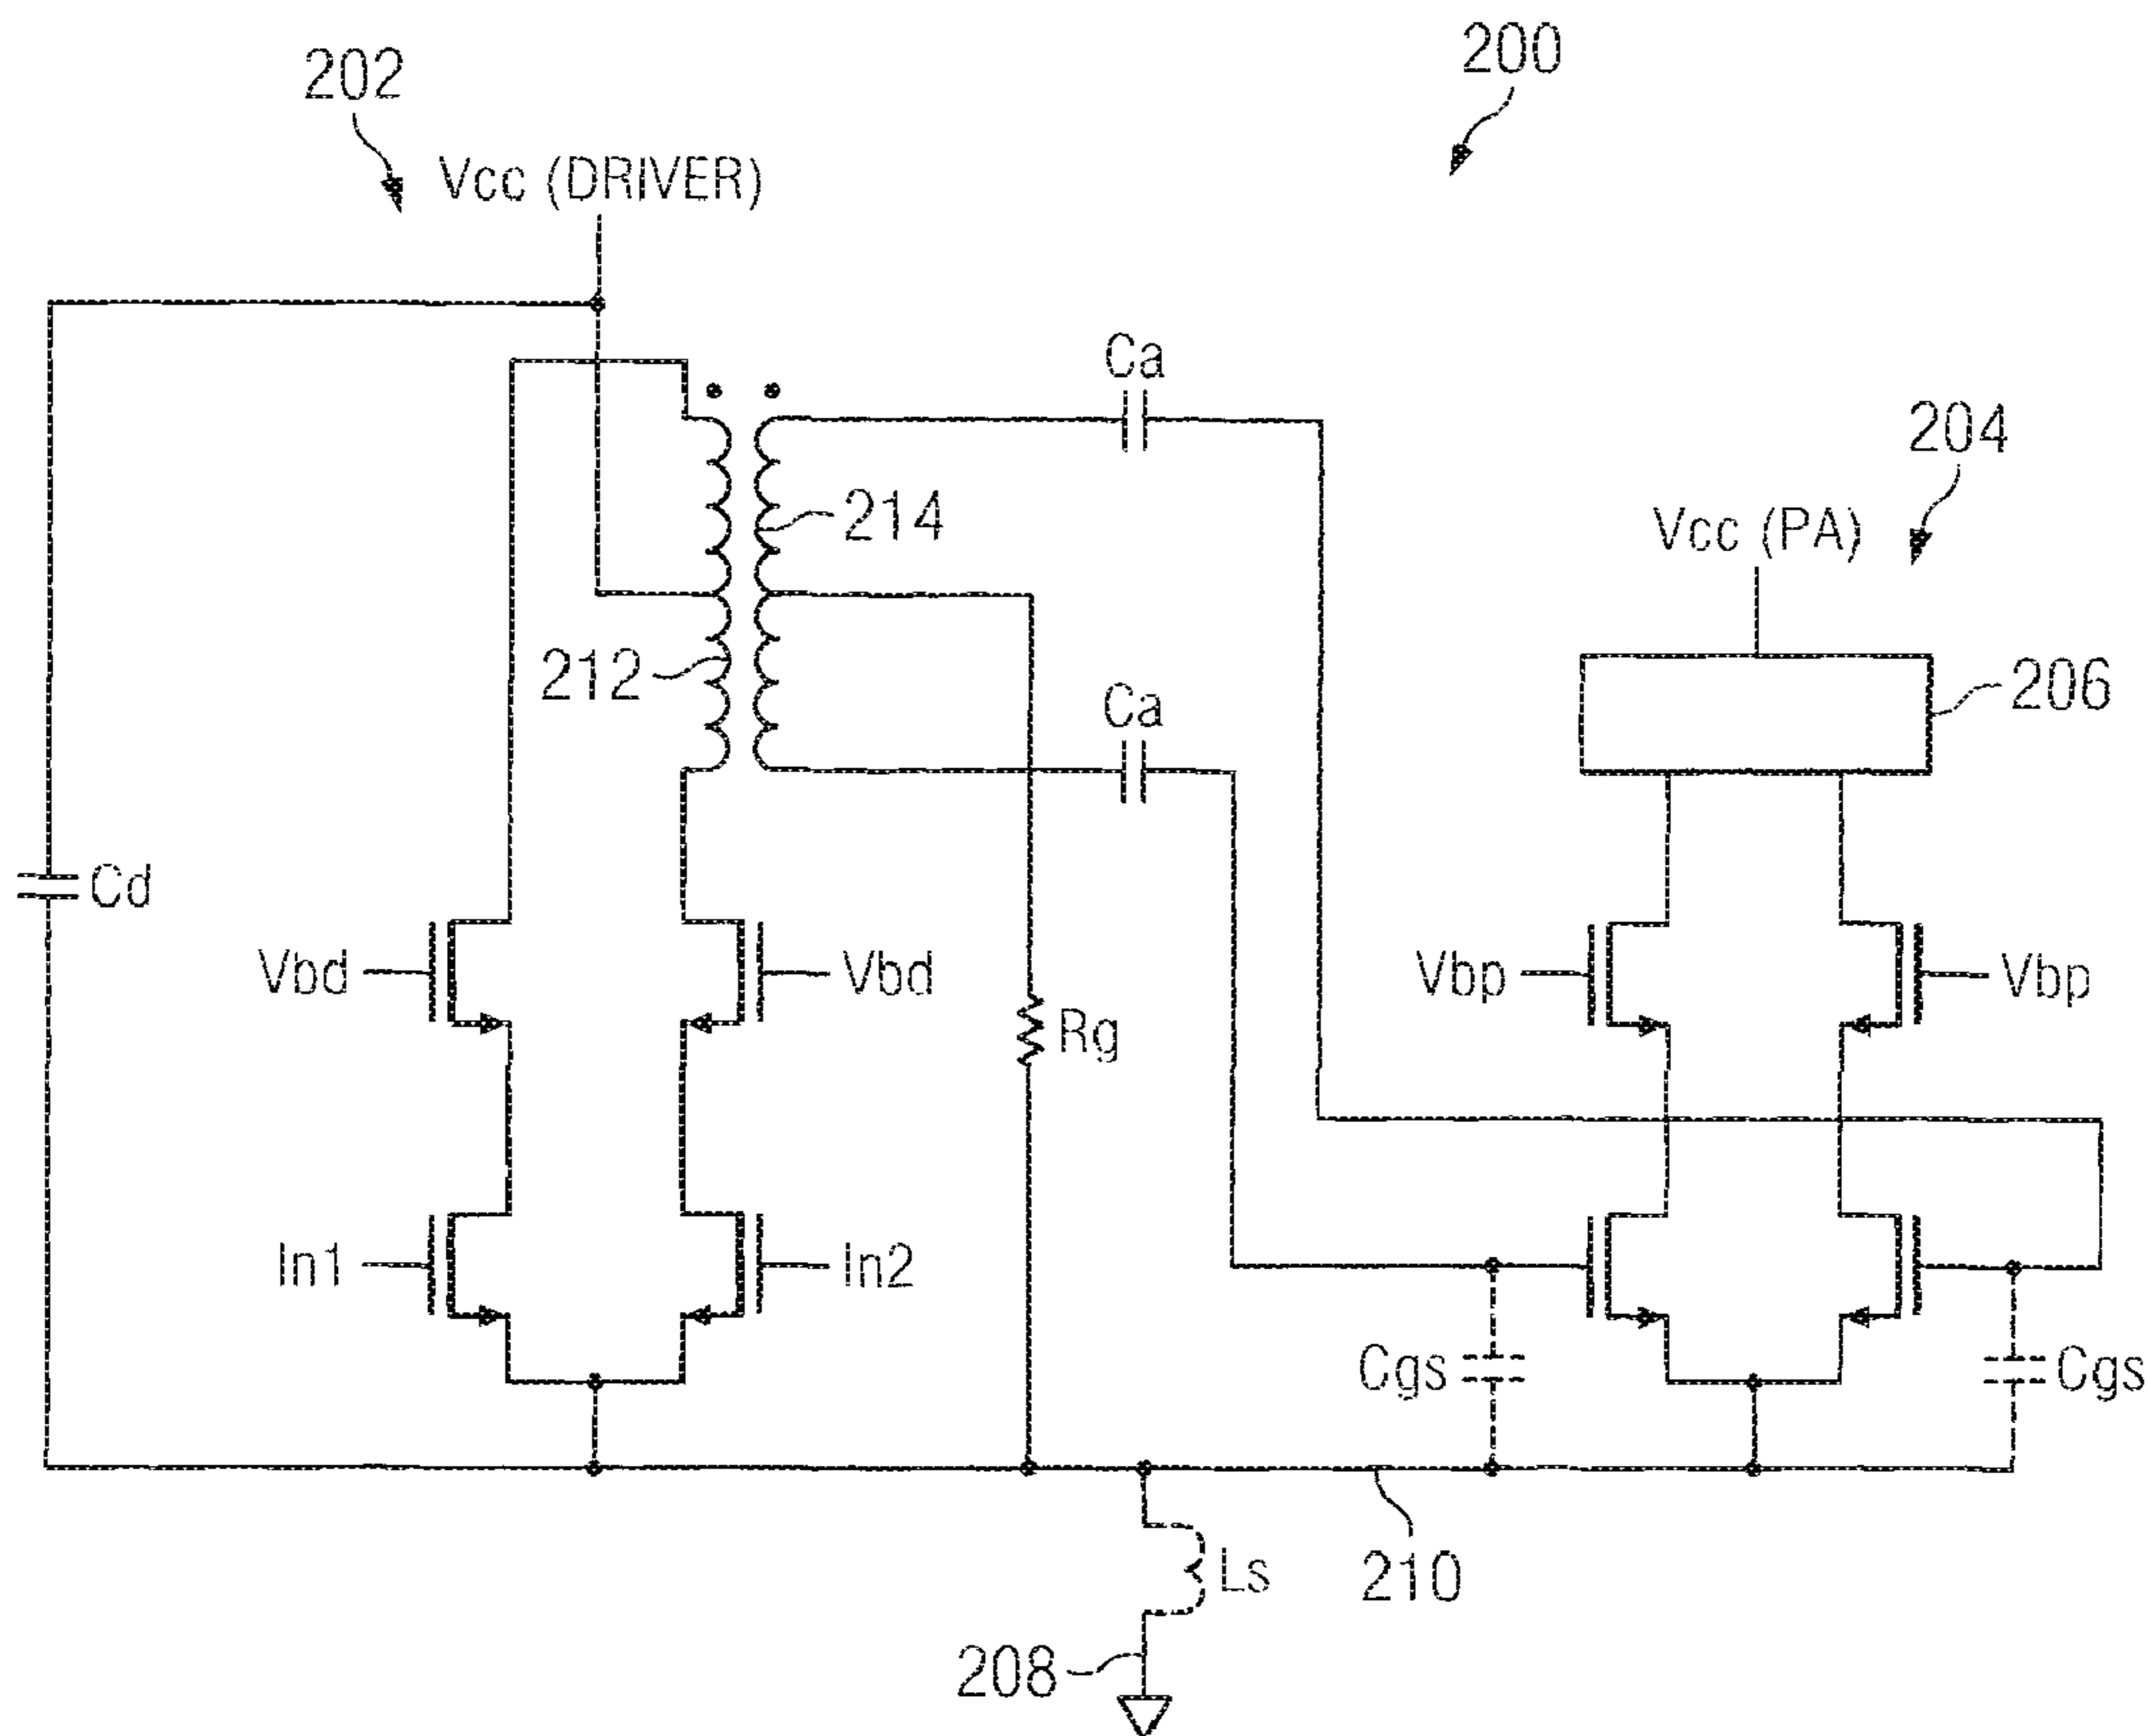 200
202
Vcc (DRIVER)
Ca
204
214
Vcc (PA)
212
Ca
206
Cd
Vbd
Vbd
Vbp
Vbp
Rg
In1
In2
Cgs
Cgs
Ls
210
208